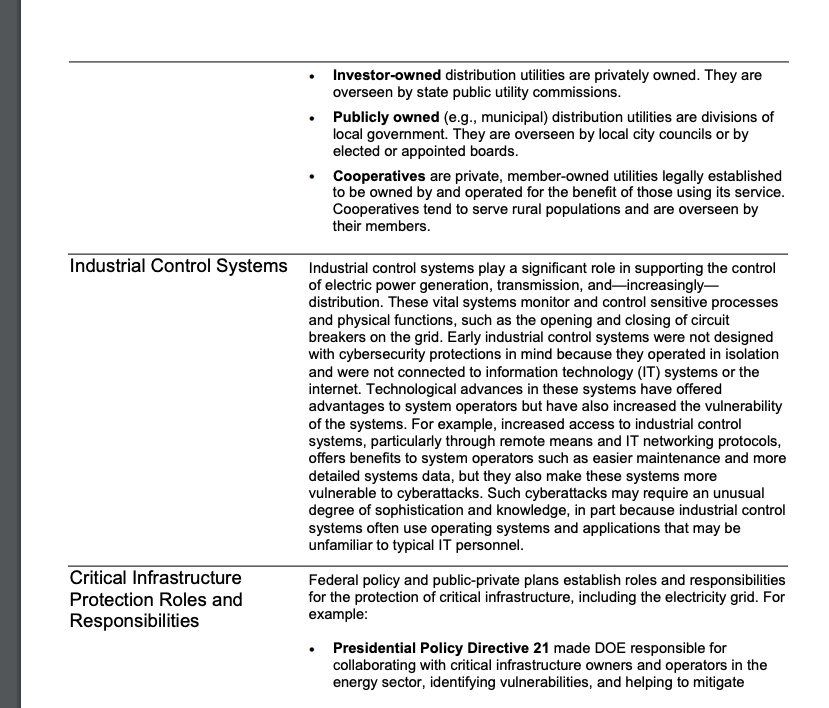 • Investor-owned distribution utilities are privately owned. They are
overseen by state public utility commissions.
• Publicly owned (e.g., municipal) distribution utilities are divisions of
local government. They are overseen by local city councils or by
elected or appointed boards.
• Cooperatives are private, member-owned utilities legally established
to be owned by and operated for the benefit of those using its service.
Cooperatives tend to serve rural populations and are overseen by
their members.
Industrial Control Systems
Industrial control systems play a significant role in supporting the control
of electric power generation, transmission, and—increasingly—
distribution. These vital systems monitor and control sensitive processes
and physical functions, such as the opening and closing of circuit
breakers on the grid. Early industrial control systems were not designed
with cybersecurity protections in mind because they operated in isolation
and were not connected to information technology (IT) systems or the
internet. Technological advances in these systems have offered
advantages to system operators but have also increased the vulnerability
of the systems. For example, increased access to industrial control
systems, particularly through remote means and IT networking protocols,
offers benefits to system operators such as easier maintenance and more
detailed systems data, but they also make these systems more
vulnerable to cyberattacks. Such cyberattacks may require an unusual
degree of sophistication and knowledge, in part because industrial control
systems often use operating systems and applications that may be
unfamiliar to typical IT personnel.
Critical Infrastructure
Protection Roles and
Responsibilities
Federal policy and public-private plans establish roles and responsibilities
for the protection of critical infrastructure, including the electricity grid. For
example:
• Presidential Policy Directive 21 made DOE responsible for
collaborating with critical infrastructure owners and operators in the
energy sector, identifying vulnerabilities, and helping to mitigate